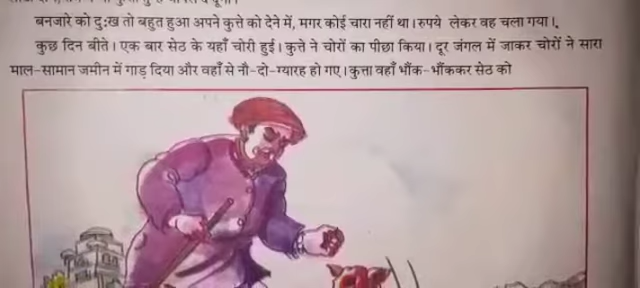 बनजारे को दुःख तो बहुत हुआ अपने कुत्ते को देने में, मगर कोई चारा नहीं था। रुपये लेकर वह चला गया।
कुछ दिन बीते। एक बार सेठ के यहाँ चोरी हुई। कुत्ते ने चोरों का पीछा किया। दूर जंगल में जाकर चोरों ने सारा
माल-सामान जमीन में गाड़ दिया और वहाँ से नौ-दो-ग्यारह हो गए। कुत्ता वहाँ भौंक-भौंककर सेठ को